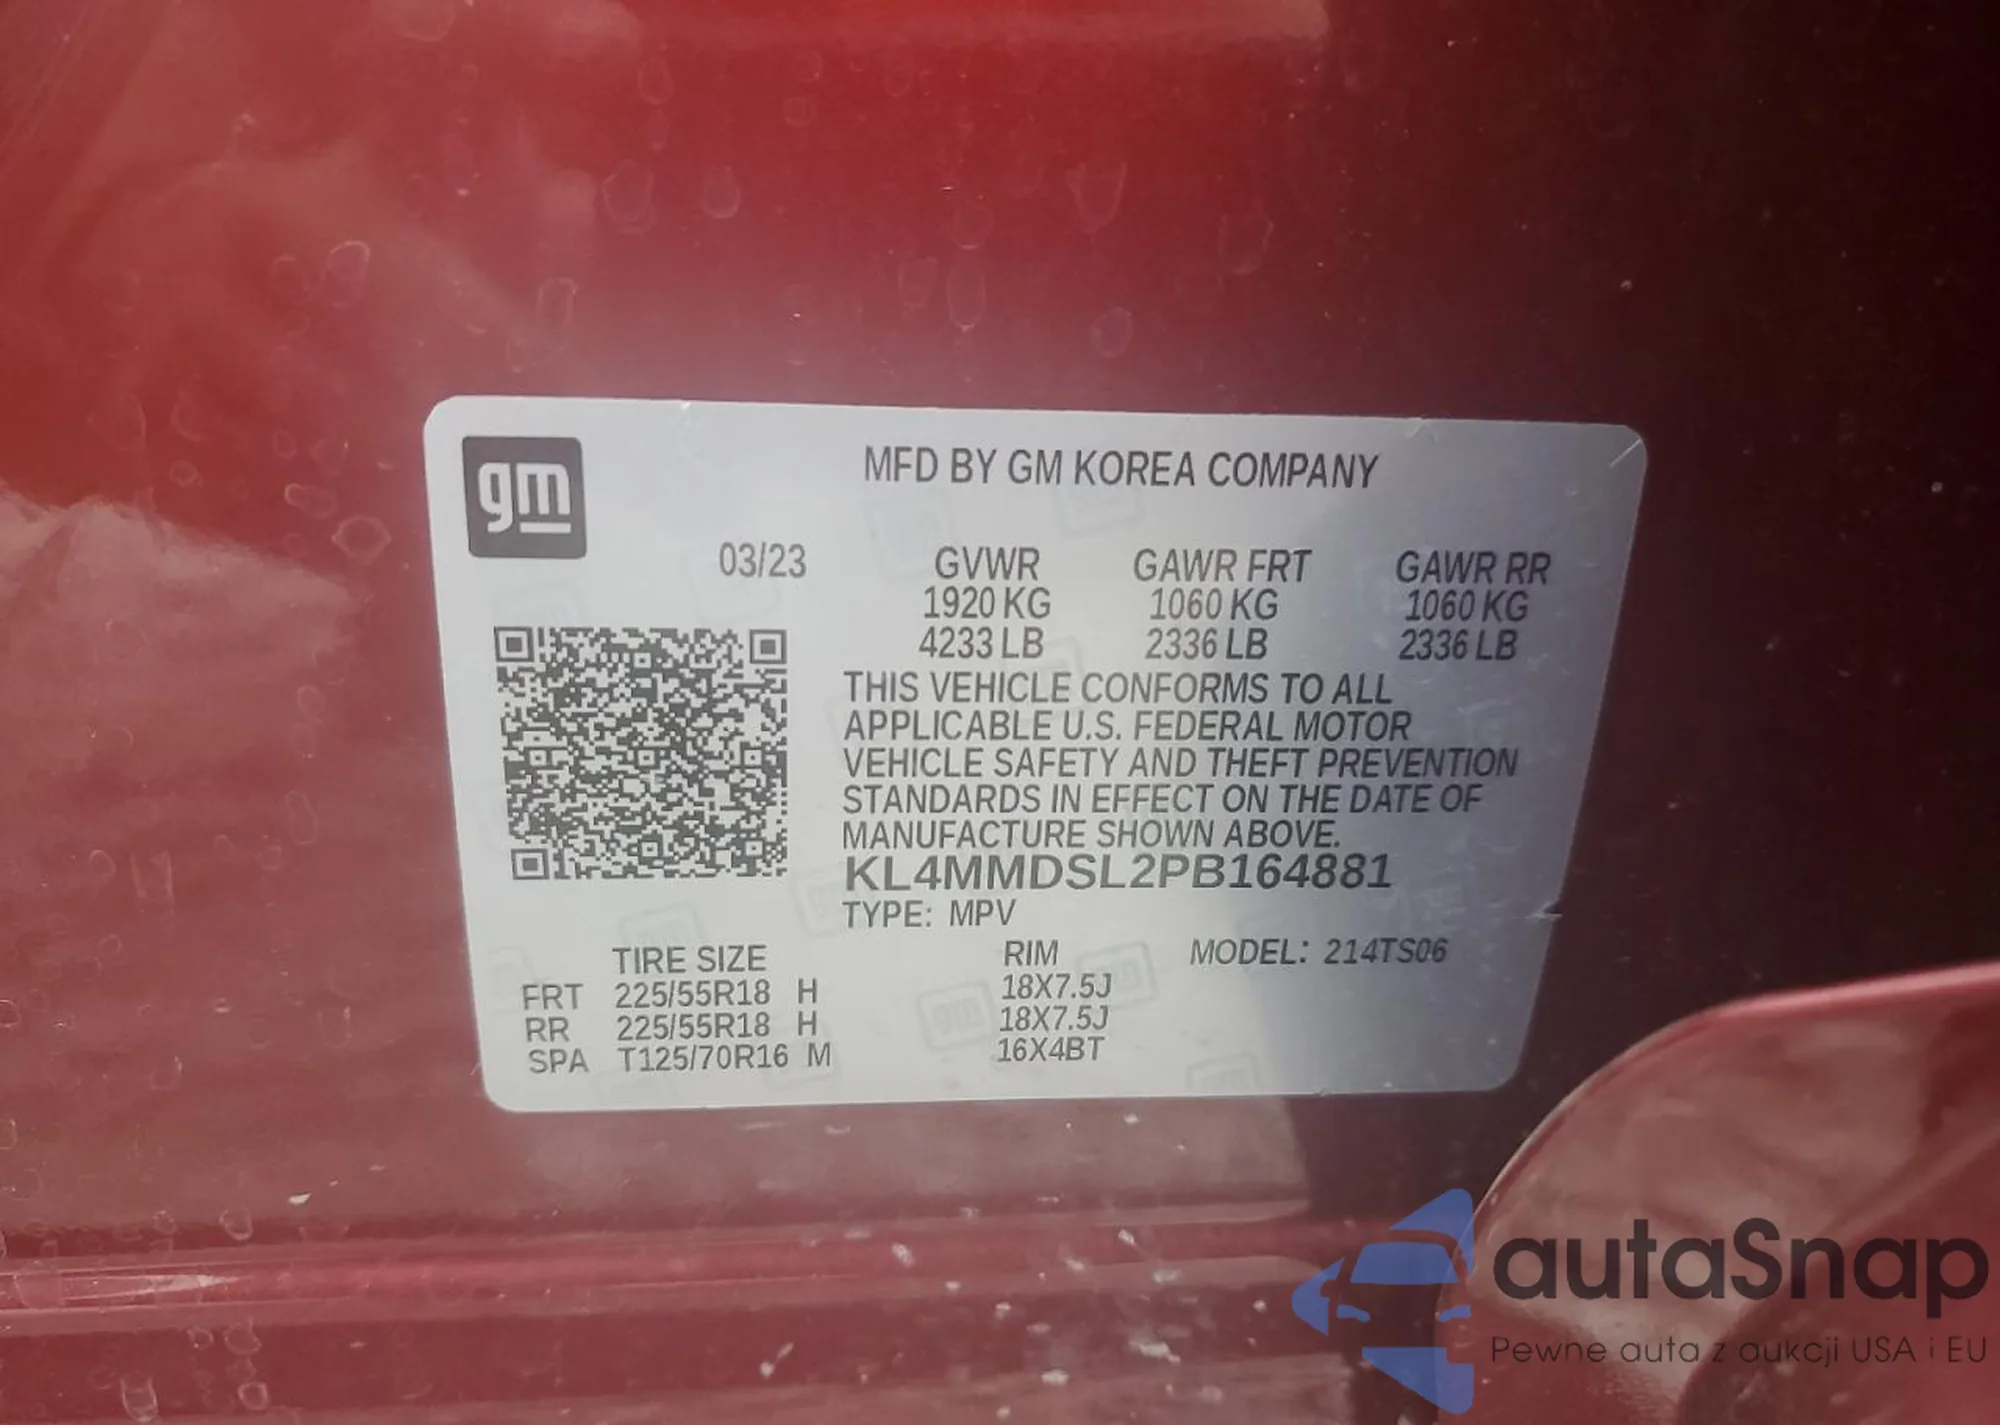 gm
MFD BY GM KOREA COMPANY
03/23 GVWR GAWR FRT GAWR RR
1920 KG 1060 KG 1060 KG
4233 LB 2336 LB 2336 LB
THIS VEHICLE CONFORMS TO ALL
APPLICABLE U.S. FEDERAL MOTOR
VEHICLE SAFETY AND THEFT PREVENTION
STANDARDS IN EFFECT ON THE DATE OF
MANUFACTURE SHOWN ABOVE.
KL4MMDSL2PB164881
TYPE: MPV
TIRE SIZE RIM MODEL: 214TS06
FRT 225/55R18 H 18X7.5J
RR 225/55R18 H 18X7.5J
SPA T125/70R16 M 16X4BT
autaSnap
Pewne auta z aukcji USA i EU